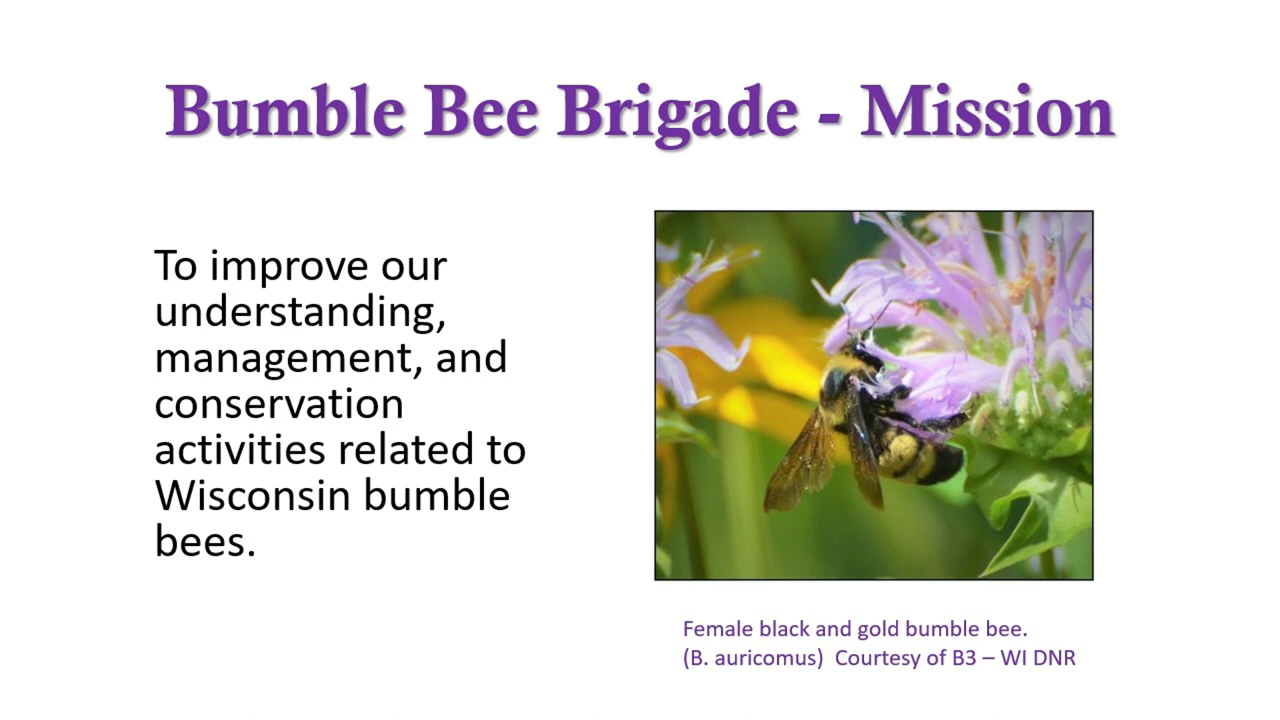 Bumble Bee Brigade - Mission
To improve our
understanding,
management, and
conservation
activities related to
Wisconsin bumble
bees.
Female black and gold bumble bee.
(B. auricomus)  Courtesy of B3 – WI DNR